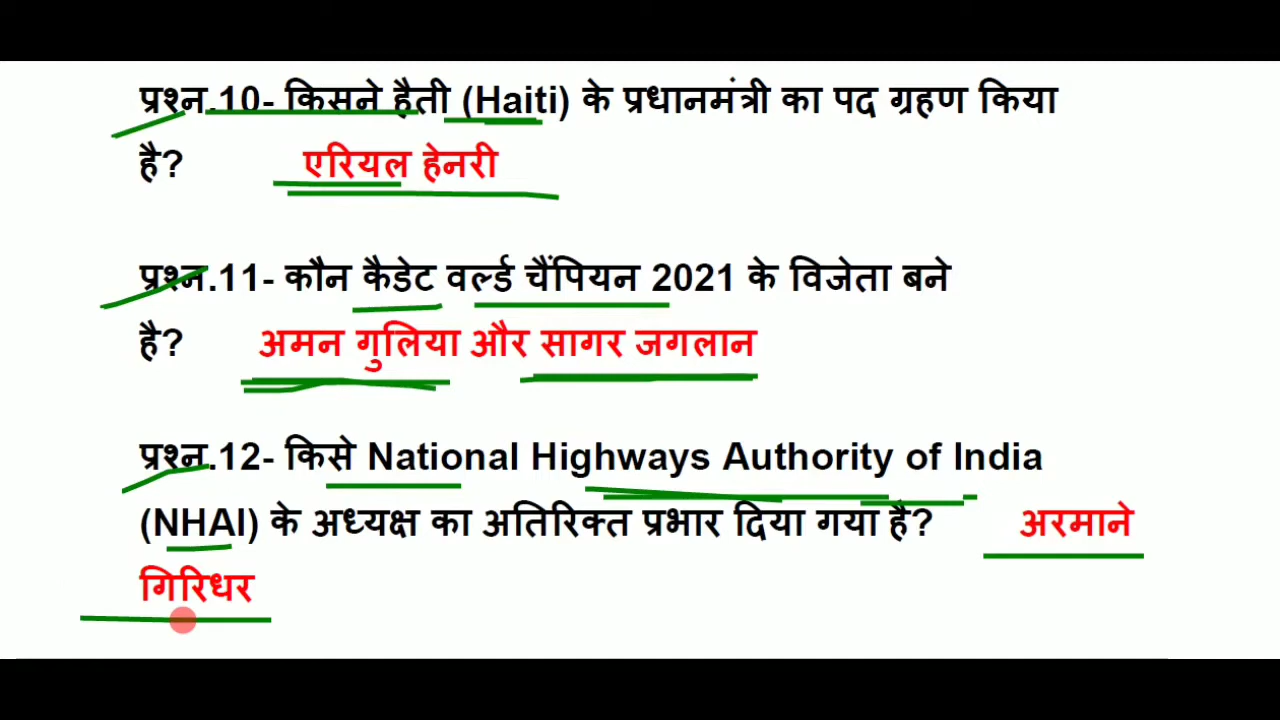 प्रश्न.10- किसने हैती (Haiti) के प्रधानमंत्री का पद ग्रहण किया
है? एरियल हेनरी
प्रश्न.11- कौन कैडेट वर्ल्ड चैंपियन 2021 के विजेता बने
है? अमन गुलिया और सागर जगलान
प्रश्न.12- किसे National Highways Authority of India
(NHAI) के अध्यक्ष का अतिरिक्त प्रभार दिया गया है? अरमाने
गिरिधर